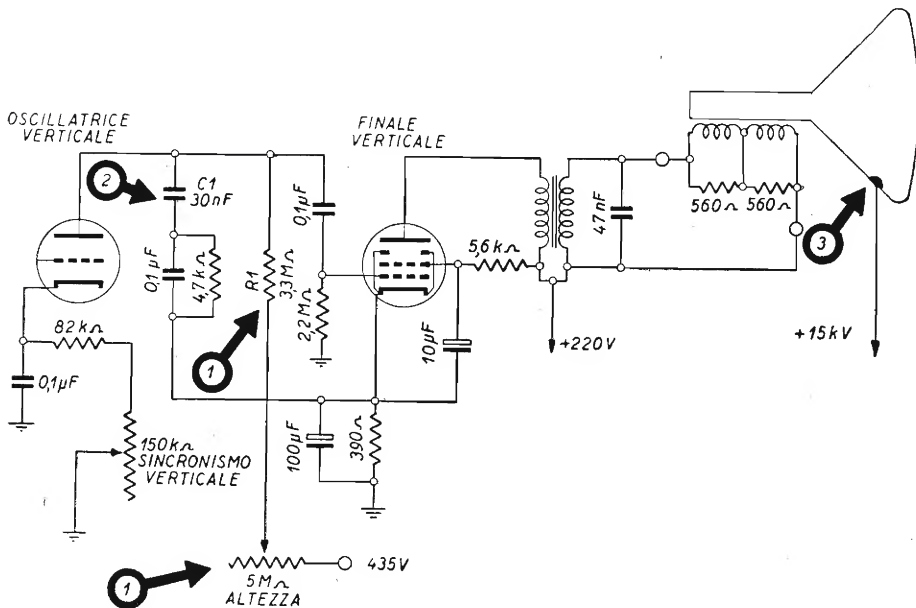 OSCILLATRICE
VERTICALE
FINALE
VERTICALE
2
C1
30nF
0,1µF
4,7kΩ
R1
3,3MΩ
0,1µF
2,2MΩ
5,6kΩ
10µF
47nF
560Ω
560Ω
3
+220V
+15kV
82kΩ
0,1µF
1
150kΩ
SINCRONISMO
VERTICALE
100µF
390Ω
1
5MΩ
ALTEZZA
435V